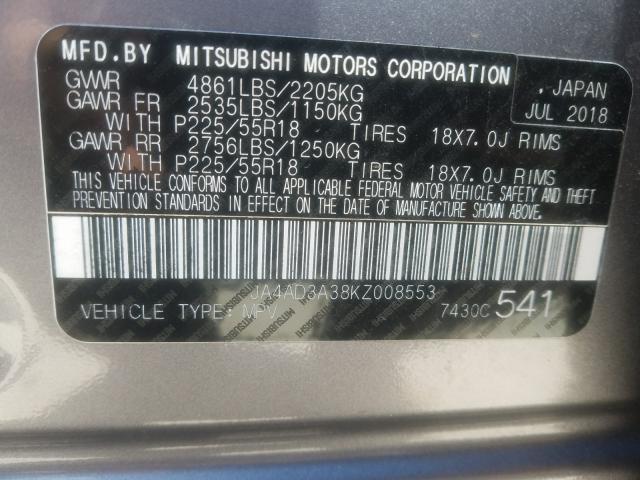 MFD.BY MITSUBISHI MOTORS CORPORATION
GVWR 4861LBS/2205KG
GAWR FR 2535LBS/1150KG
WITH P225/55R18 TIRES 18X7.0J RIMS
GAWR RR 2756LBS/1250KG
WITH P225/55R18 TIRES 18X7.0J RIMS
. JAPAN
JUL 2018
THIS VEHICLE CONFORMS TO ALL APPLICABLE FEDERAL MOTOR VEHICLE SAFETY AND THEFT
PREVENTION STANDARDS IN EFFECT ON THE DATE OF MANUFACTURE SHOWN ABOVE.
JA4AD3A38KZ008553
VEHICLE TYPE: MPV 7430C 541